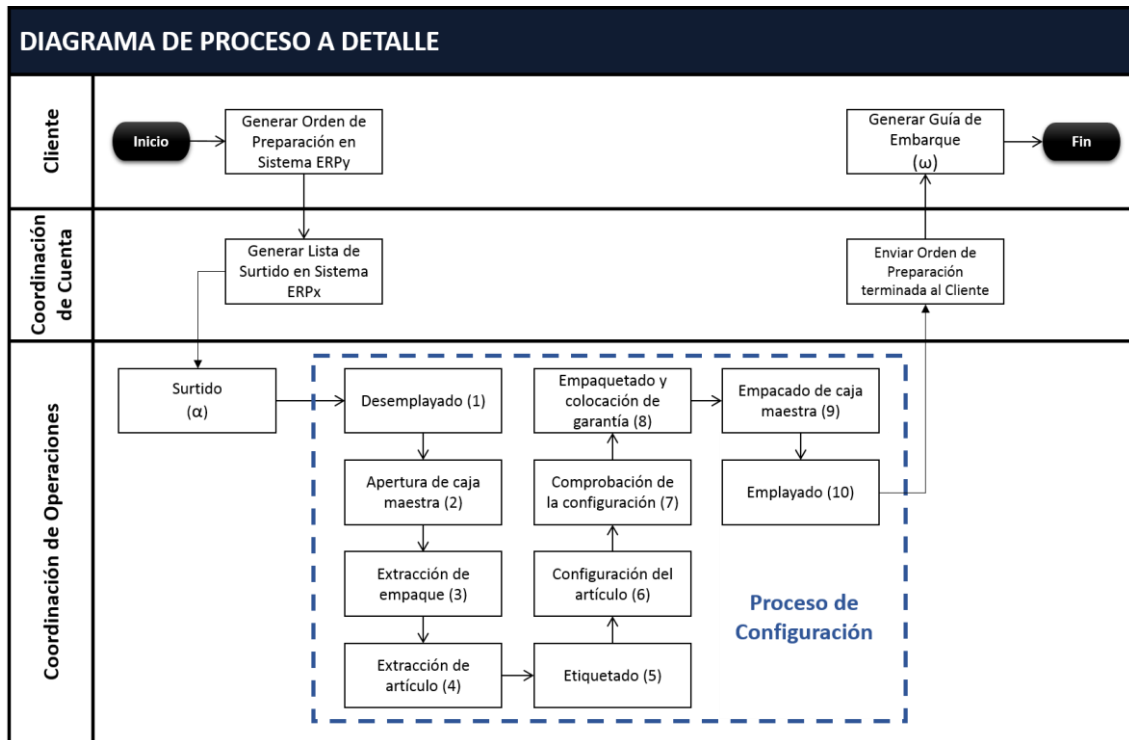 DIAGRAMA DE PROCESO A DETALLE
Cliente
Inicio
Generar Orden de
Preparación en
Sistema ERPy
Generar Guía de
Embarque
(ω)
Fin
Coordinación
de Cuenta
Generar Lista de
Surtido en Sistema
ERPx
Enviar Orden de
Preparación
terminada al Cliente
Coordinación de Operaciones
Surtido
(α)
Desemplayado (1)
Apertura de caja
maestra (2)
Extracción de
empaque (3)
Extracción de
artículo (4)
Etiquetado (5)
Configuración del
artículo (6)
Comprobación de
la configuración (7)
Empaquetado y
colocación de
garantía (8)
Empacado de caja
maestra (9)
Emplayado (10)
Proceso de
Configuración